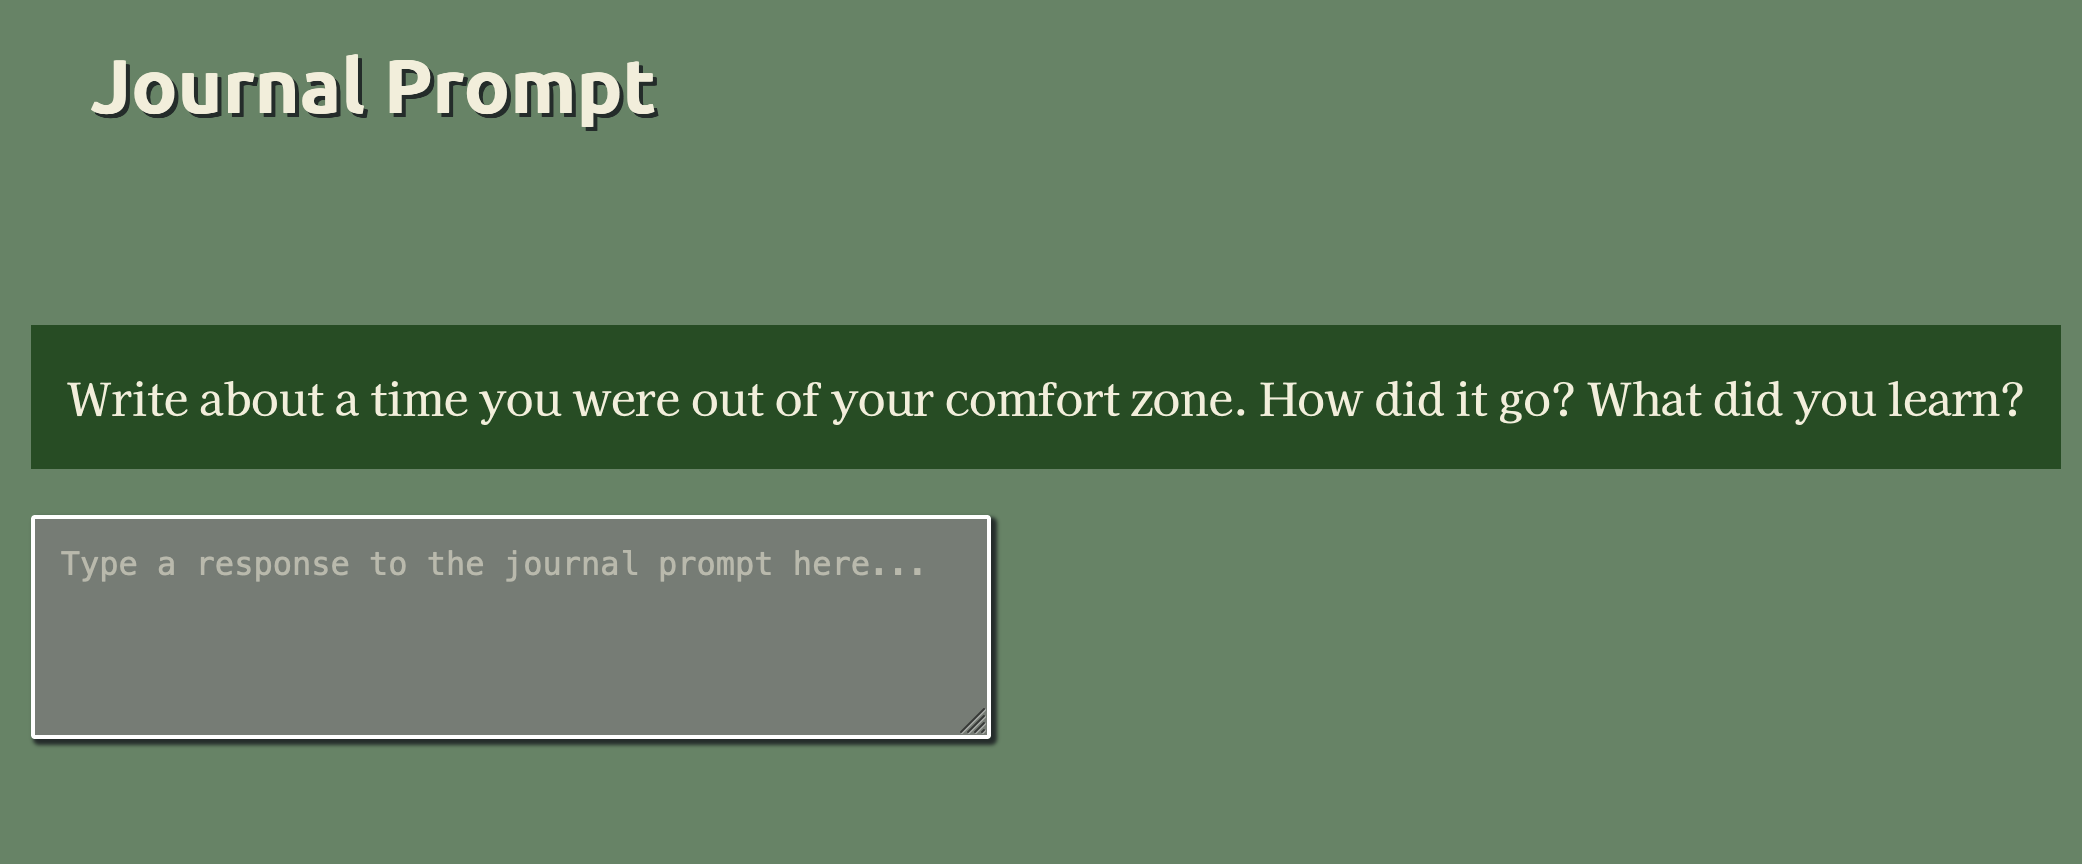 Journal Prompt
Write about a time you were out of your comfort zone. How did it go? What did you learn?
Type a response to the journal prompt here...